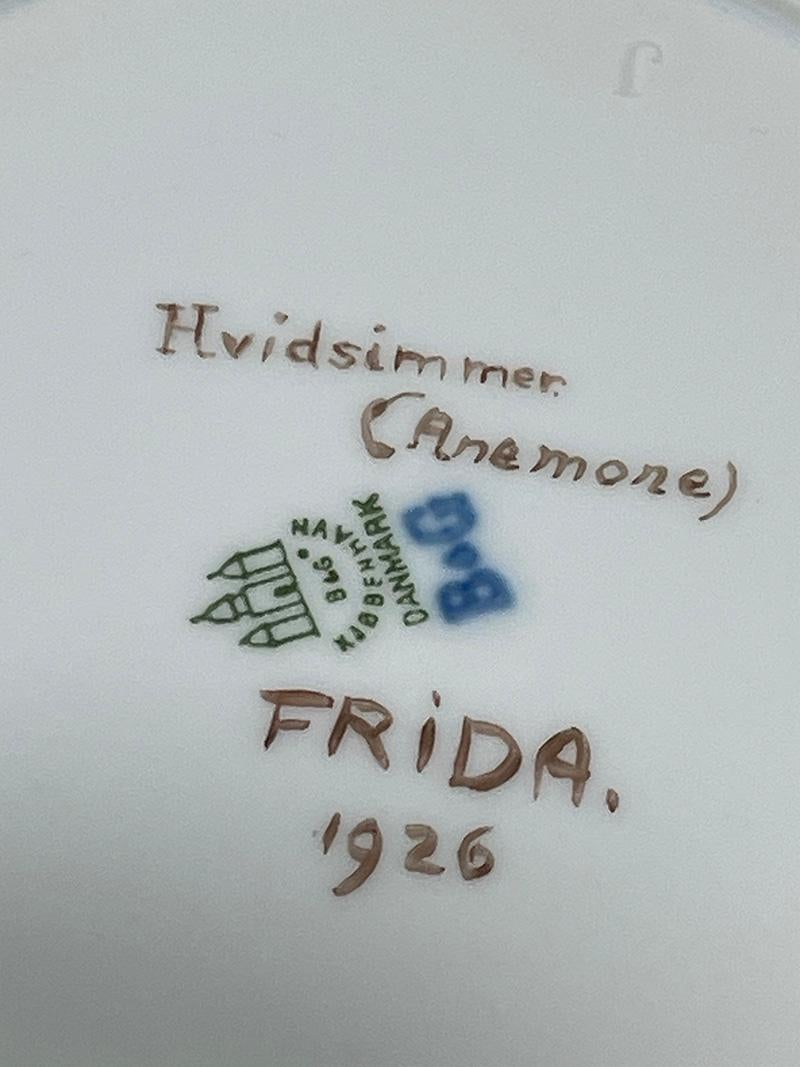 Hvidsimmer.
(Anemone)
B&G.
KJØBENHAVN
DANMARK
B&G
FRiDA.
1926